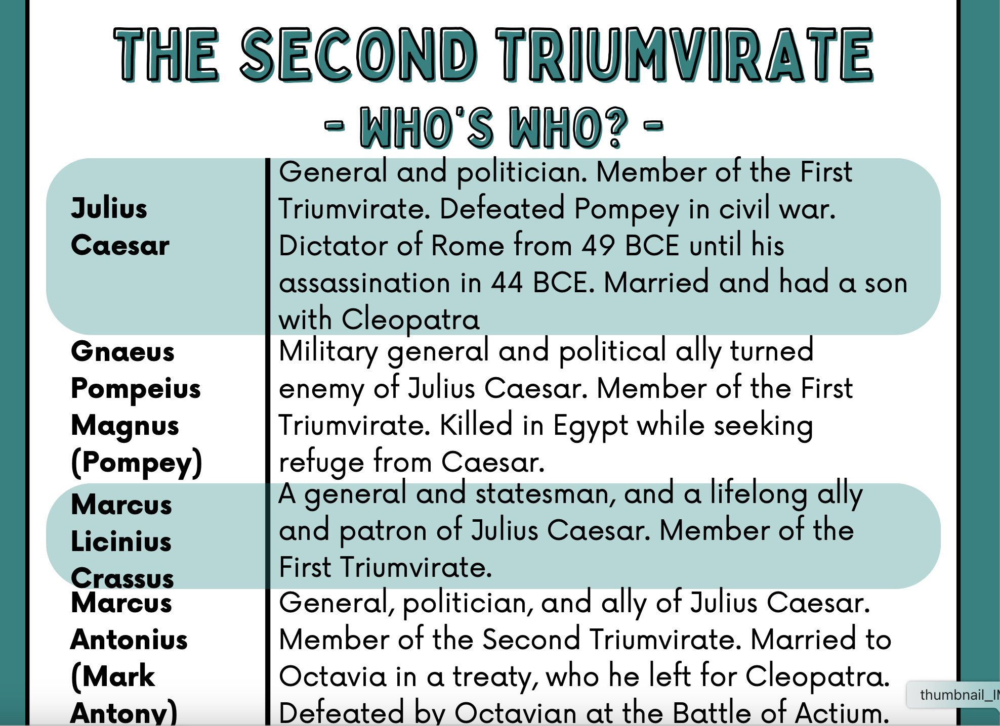 THE SECOND TRIUMVIRATE
- WHO'S WHO? -
Julius
Caesar
General and politician. Member of the First
Triumvirate. Defeated Pompey in civil war.
Dictator of Rome from 49 BCE until his
assassination in 44 BCE. Married and had a son
with Cleopatra
Gnaeus
Pompeius
Magnus
(Pompey)
Military general and political ally turned
enemy of Julius Caesar. Member of the First
Triumvirate. Killed in Egypt while seeking
refuge from Caesar.
Marcus
Licinius
Crassus
A general and statesman, and a lifelong ally
and patron of Julius Caesar. Member of the
First Triumvirate.
Marcus
Antonius
(Mark
Antony)
General, politician, and ally of Julius Caesar.
Member of the Second Triumvirate. Married to
Octavia in a treaty, who he left for Cleopatra.
Defeated by Octavian at the Battle of Actium.